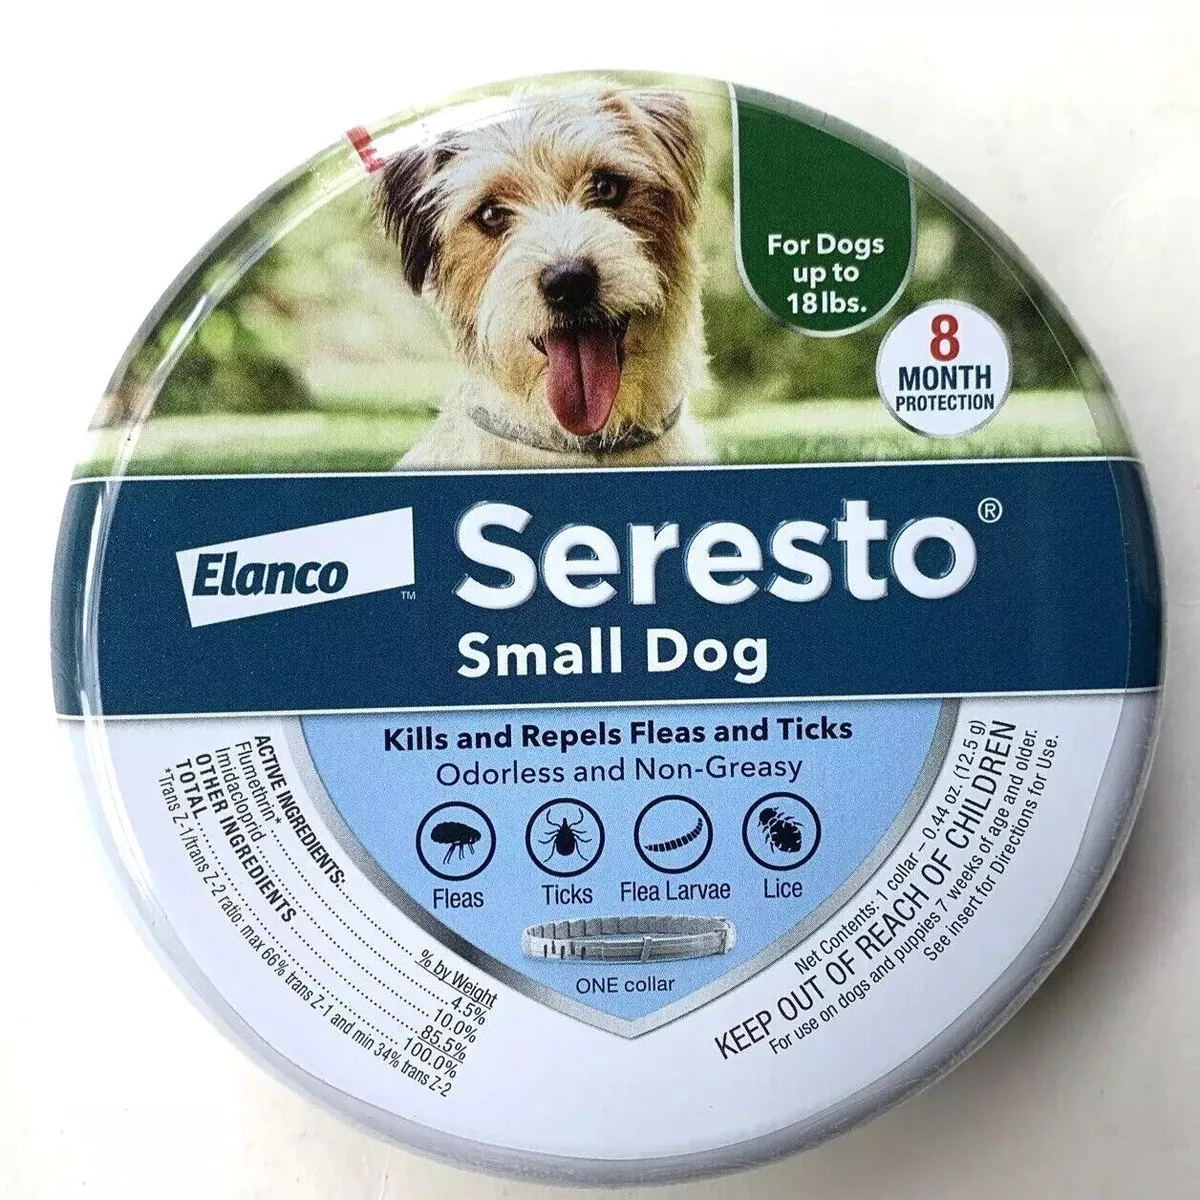 For Dogs
up to
18 lbs.
8
MONTH
PROTECTION
Elanco
™
Seresto®
Small Dog
Kills and Repels Fleas and Ticks
Odorless and Non-Greasy
Fleas
Ticks
Flea Larvae
Lice
ONE collar
ACTIVE INGREDIENTS: % by Weight
Flumethrin* 4.5%
Imidacloprid 10.0%
OTHER INGREDIENTS 85.5%
TOTAL 100.0%
*Trans Z-1/trans Z-2 ratio: max 66% trans Z-1 and min 34% trans Z-2
Net Contents: 1 collar – 0.44 oz. (12.5 g)
KEEP OUT OF REACH OF CHILDREN
For use on dogs and puppies 7 weeks of age and older.
See insert for Directions for Use.